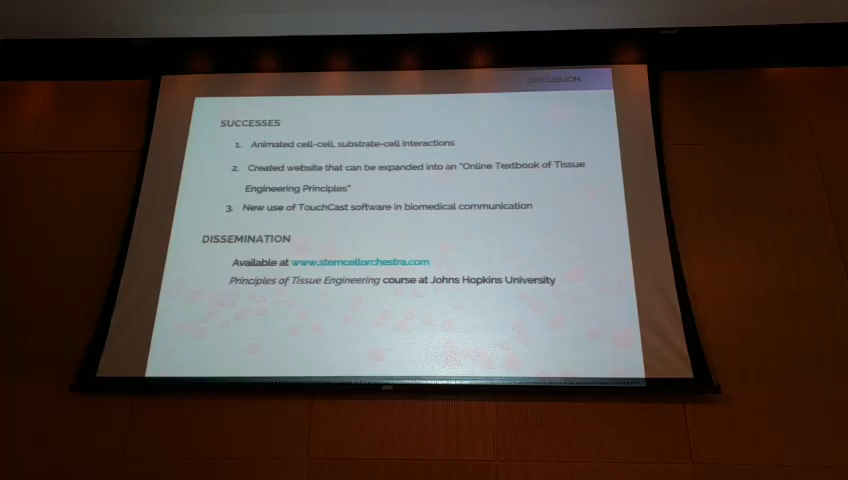 DISCUSSION
SUCCESSES
1. Animated cell-cell, substrate-cell interactions
2. Created website that can be expanded into an "Online Textbook of Tissue
Engineering Principles"
3. New use of TouchCast software in biomedical communication
DISSEMINATION
Available at www.stemcellorchestra.com
Principles of Tissue Engineering course at Johns Hopkins University